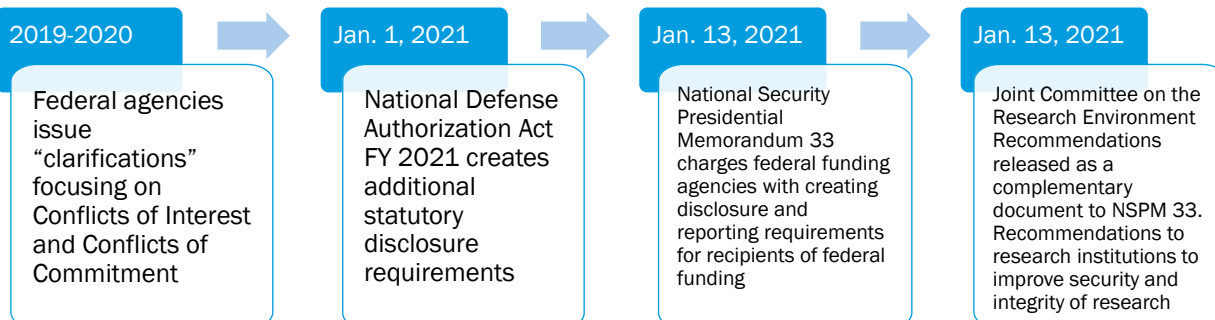 2019-2020
Federal agencies
issue
“clarifications”
focusing on
Conflicts of Interest
and Conflicts of
Commitment
Jan. 1, 2021
National Defense
Authorization Act
FY 2021 creates
additional
statutory
disclosure
requirements
Jan. 13, 2021
National Security
Presidential
Memorandum 33
charges federal funding
agencies with creating
disclosure and
reporting requirements
for recipients of federal
funding
Jan. 13, 2021
Joint Committee on the
Research Environment
Recommendations
released as a
complementary
document to NSPM 33.
Recommendations to
research institutions to
improve security and
integrity of research